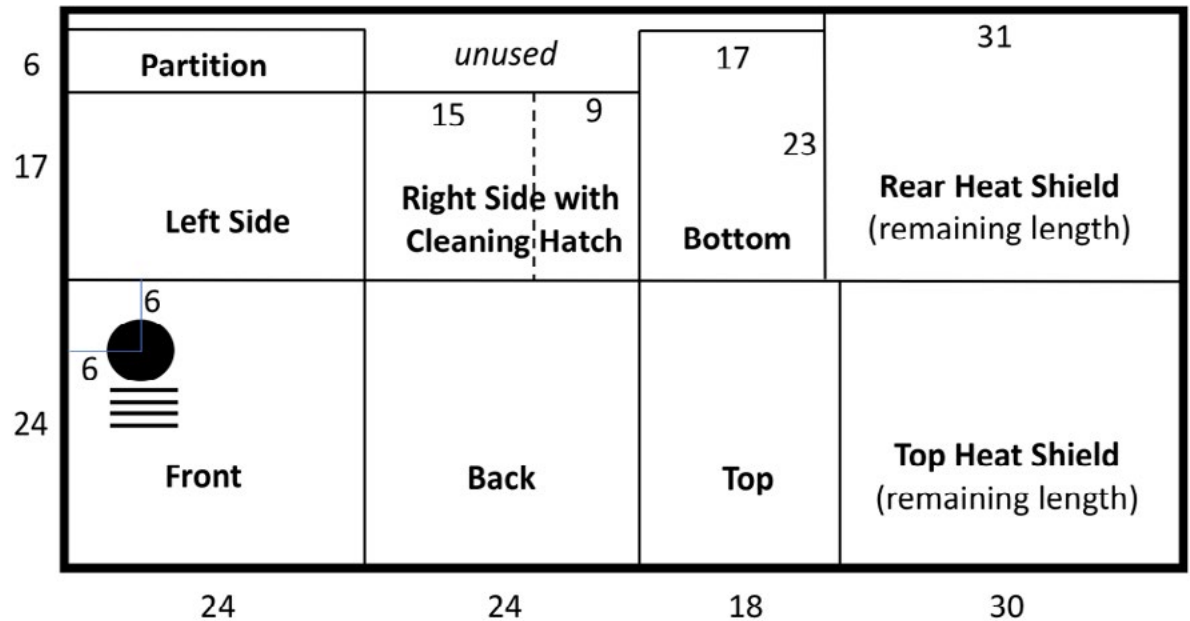 6
Partition
unused
17
31
15
9
17
23
Left Side
Right Side with
Cleaning Hatch
Bottom
Rear Heat Shield
(remaining length)
6
6
24
Front
Back
Top
Top Heat Shield
(remaining length)
24
24
18
30